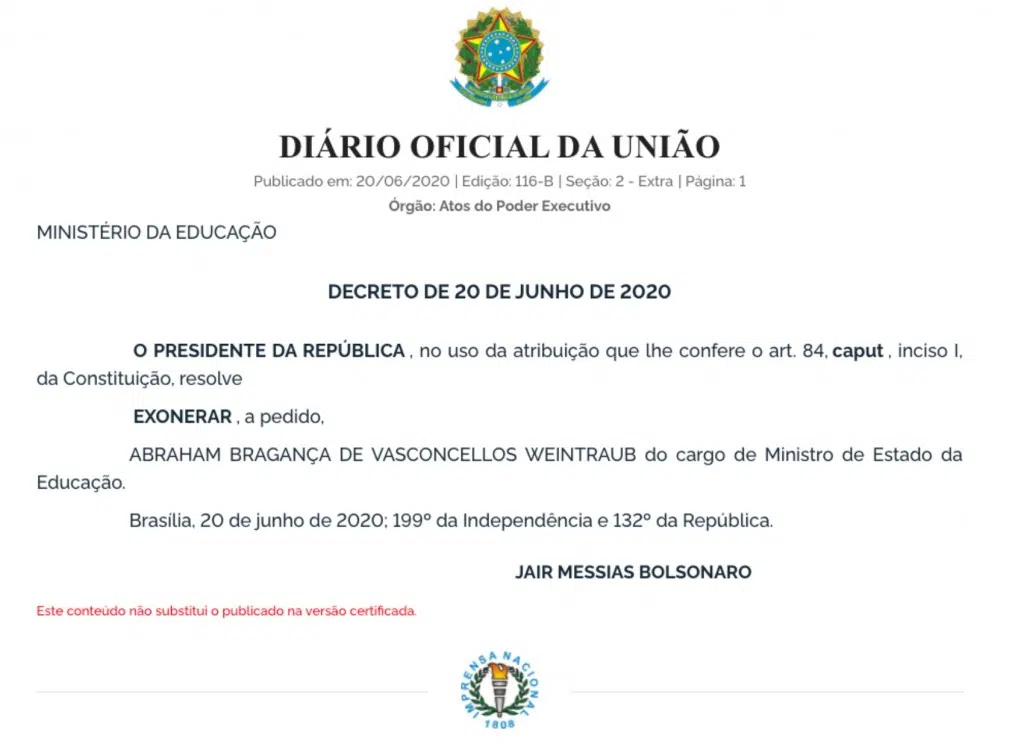 DIÁRIO OFICIAL DA UNIÃO
Publicado em: 20/06/2020 | Edição: 116-B | Seção: 2 - Extra | Página: 1
Órgão: Atos do Poder Executivo
MINISTÉRIO DA EDUCAÇÃO
DECRETO DE 20 DE JUNHO DE 2020
O PRESIDENTE DA REPÚBLICA , no uso da atribuição que lhe confere o art. 84, caput , inciso I,
da Constituição, resolve
EXONERAR , a pedido,
ABRAHAM BRAGANÇA DE VASCONCELLOS WEINTRAUB do cargo de Ministro de Estado da
Educação.
Brasília, 20 de junho de 2020; 199º da Independência e 132º da República.
JAIR MESSIAS BOLSONARO
Este conteúdo não substitui o publicado na versão certificada.
IMPRENSA NACIONAL
1808